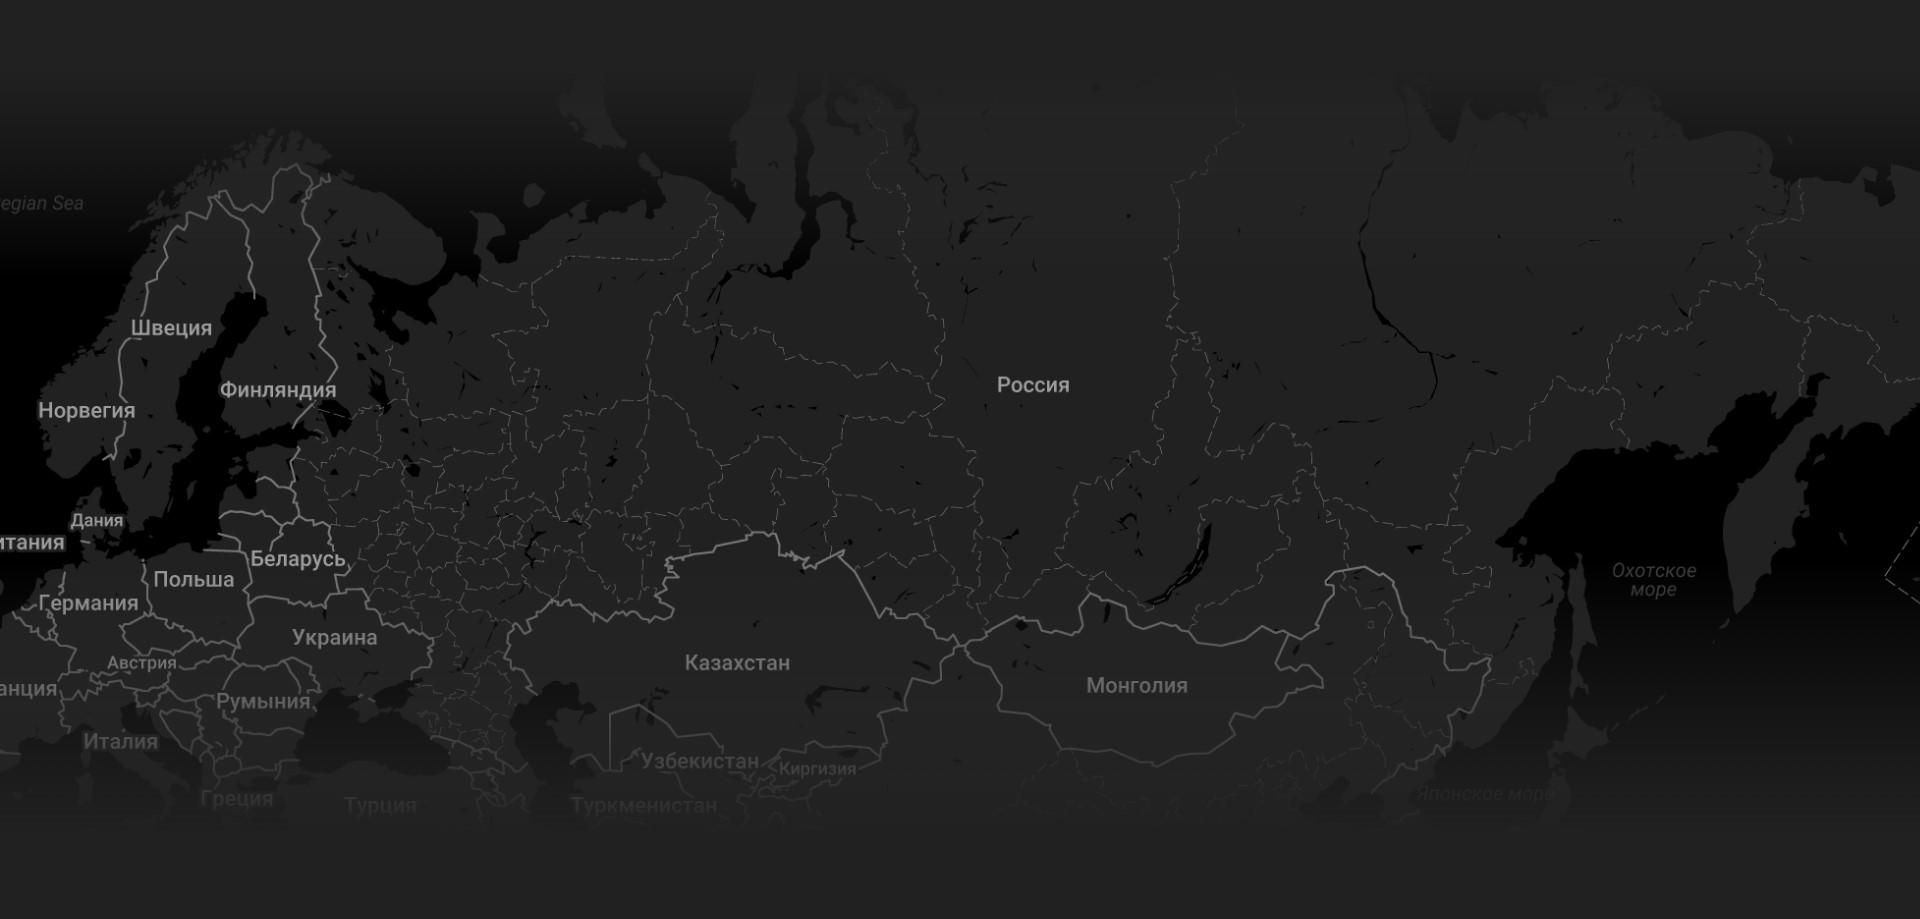 egian Sea
Швеция
Россия
Финляндия
Норвегия
Дания
итания
Беларусь
Охотское
море
Польша
Германия
Украина
Австрия
Казахстан
Монголия
анция
Румыния
Италия
Узбекистан
Киргизия
Японское море
Греция
Турция
Туркменистан